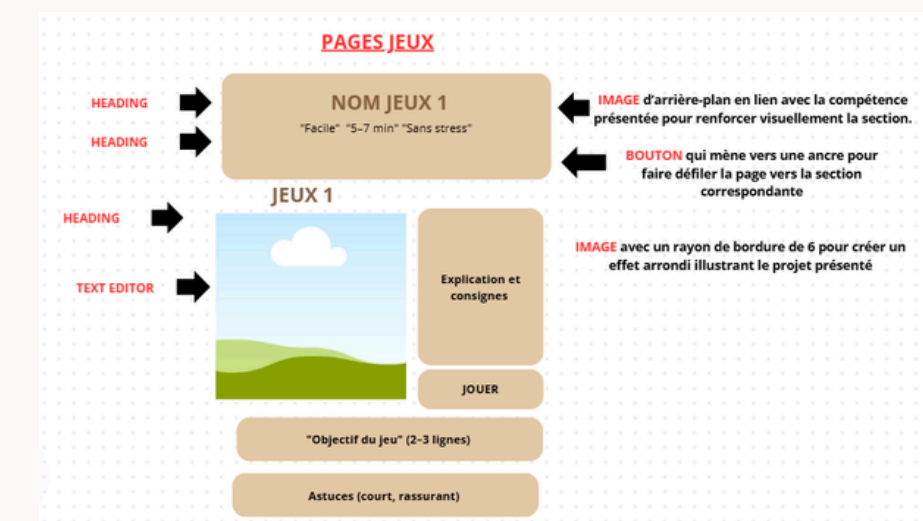 PAGES JEUX
HEADING
NOM JEUX 1
IMAGE d'arrière-plan en lien avec la compétence
présentée pour renforcer visuellement la section.
"Facile" "5–7 min" "Sans stress"
HEADING
BOUTON qui mène vers une ancre pour
faire défiler la page vers la section
correspondante
JEUX 1
HEADING
IMAGE avec un rayon de bordure de 6 pour créer un
effet arrondi illustrant le projet présenté
TEXT EDITOR
Explication et
consignes
JOUER
"Objectif du jeu" (2–3 lignes)
Astuces (court, rassurant)